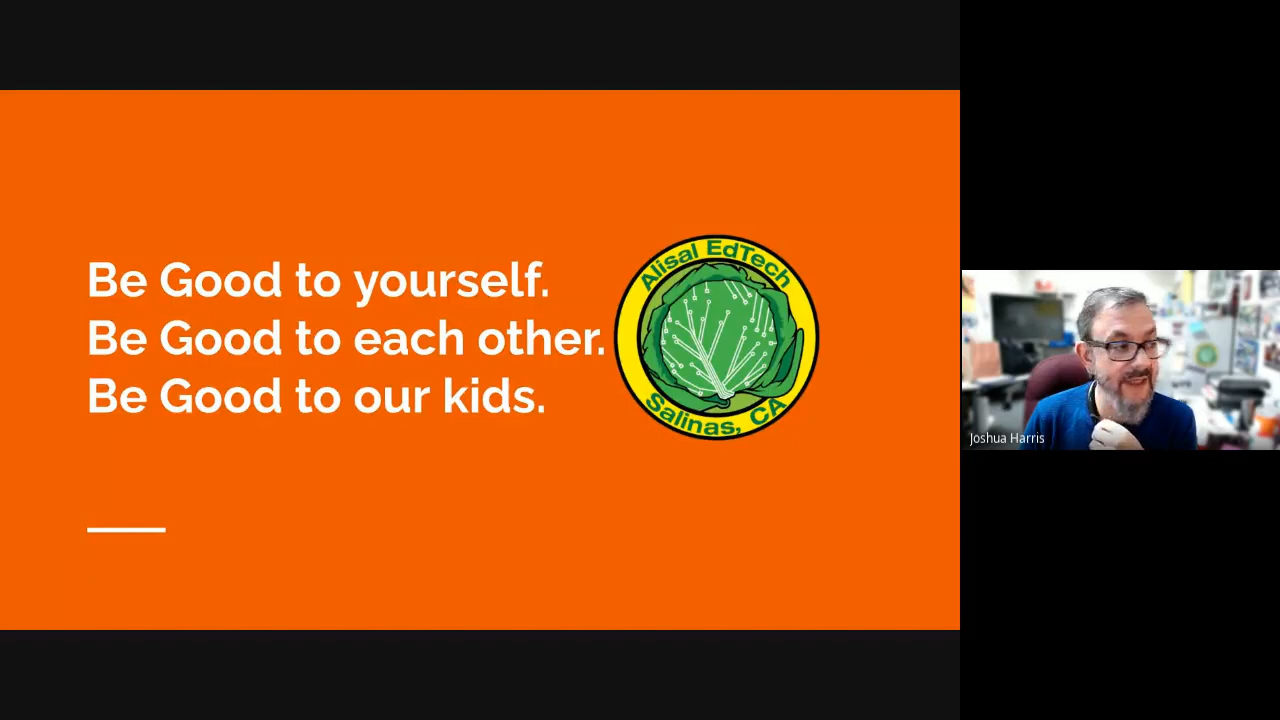 Be Good to yourself.
Be Good to each other.
Be Good to our kids.
Alisal EdTech
Salinas, CA
Joshua Harris